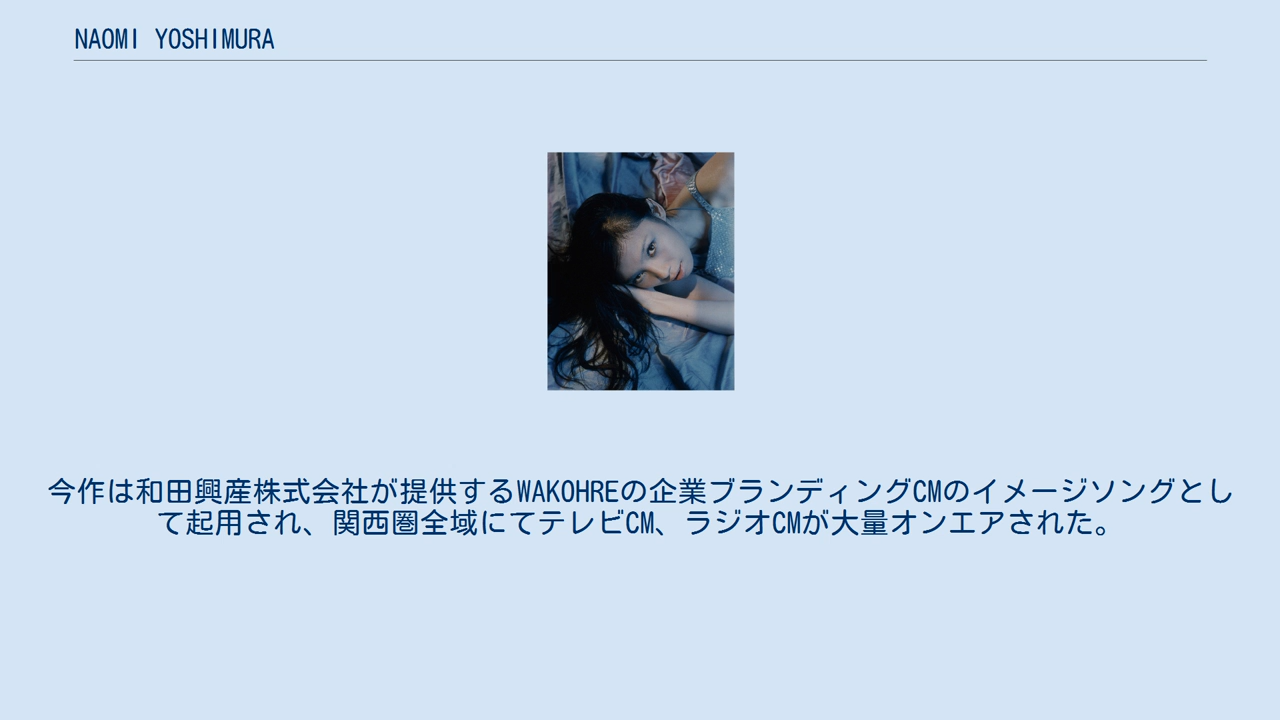 NAOMI YOSHIMURA
今作は和田興産株式会社が提供するWAKOHREの企業ブランディングCMのイメージソングとし
て起用され、関西圏全域にてテレビCM、ラジオCMが大量オンエアされた。